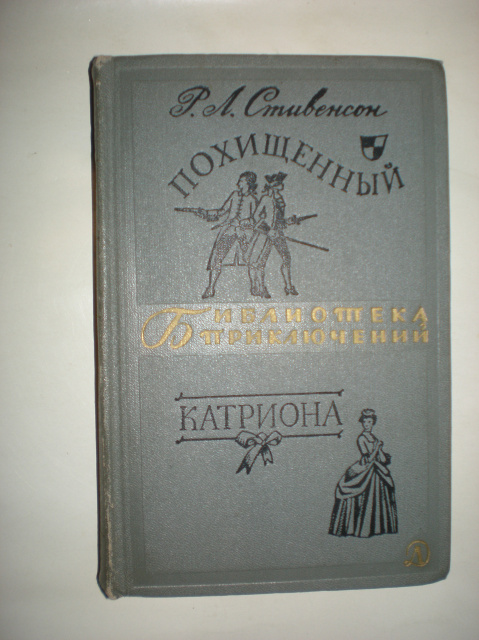 Р. Л. Стивенсон
ПОХИЩЕННЫЙ
БИБЛИОТЕКА
ПРИКЛЮЧЕНИЙ
КАТРИОНА